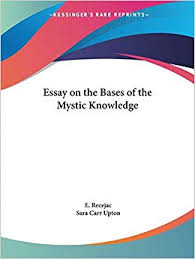 KESSINGER'S RARE REPRINTS
Essay on the Bases of the
Mystic Knowledge
E. Recejac
Sara Carr Upton